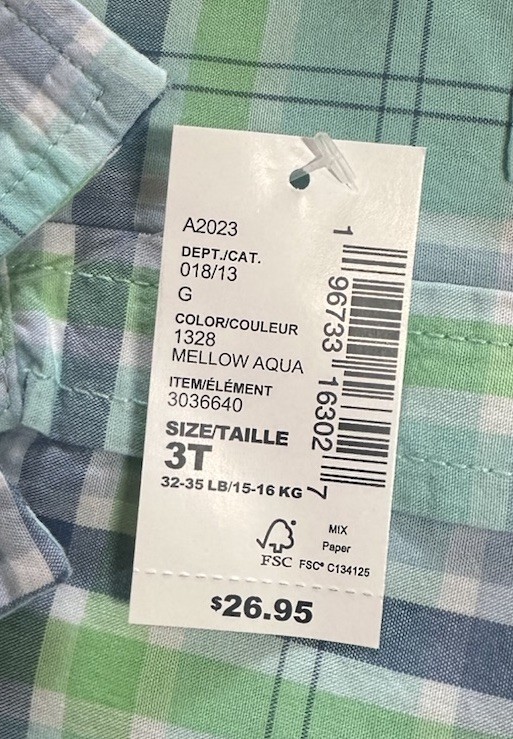 A2023
DEPT./CAT.
018/13
G
COLOR/COULEUR
1328
MELLOW AQUA
ITEM/ÉLÉMENT
3036640
SIZE/TAILLE
3T
32-35 LB/15-16 KG
1 96733 16302 7
FSC
MIX
Paper
FSC® C134125
$26.95